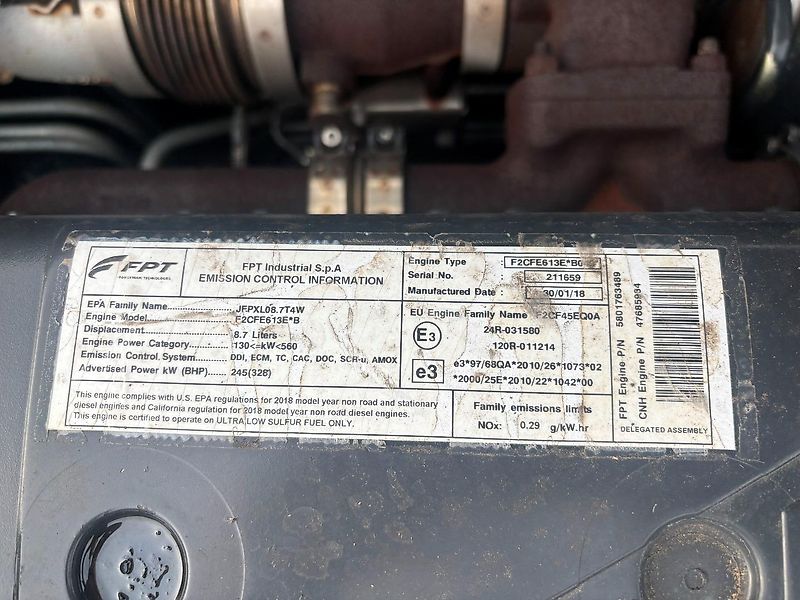 FPT
POWERTRAIN TECHNOLOGIES
FPT Industrial S.p.A
EMISSION CONTROL INFORMATION
EPA Family Name JFPXL08.7T4W
Engine Model F2CFE613E*B
Displacement 8.7 Liters
Engine Power Category 130<=kW<560
Emission Control System DDI, ECM, TC, CAC, DOC, SCR-u, AMOX
Advertised Power kW (BHP) 245(328)
This engine complies with U.S. EPA regulations for 2018 model year non road and stationary
diesel engines and California regulation for 2018 model year non road diesel engines.
This engine is certified to operate on ULTRA LOW SULFUR FUEL ONLY.
Engine Type : F2CFE613E*B0
Serial No. : 211659
Manufactured Date : 30/01/18
EU Engine Family Name F2CF45EQ0A
E3 24R-031580
120R-011214
e3 e3*97/68QA*2010/26*1073*02
*2000/25E*2010/22*1042*00
Family emissions limits
NOx: 0.29 g/kW.hr
FPT Engine P/N 5801763489
CNH Engine P/N 47685934
DELEGATED ASSEMBLY